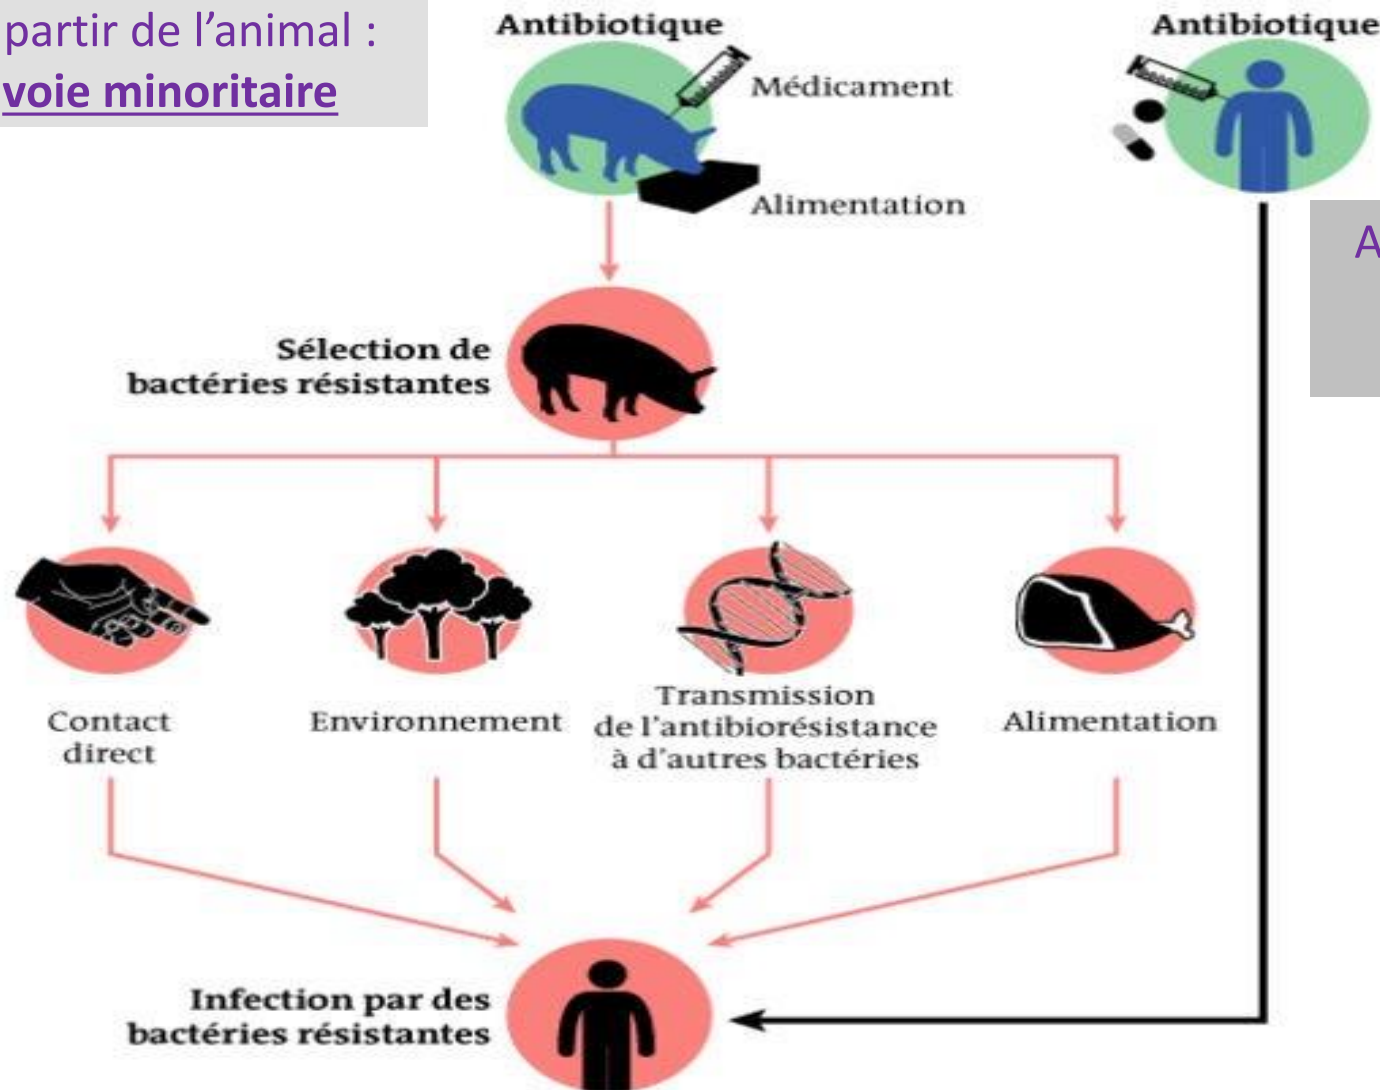 partir de l'animal :
voie minoritaire
Antibiotique
Médicament
Alimentation
Antibiotique
A
Sélection de
bactéries résistantes
Contact
direct
Environnement
Transmission
de l'antibiorésistance
à d'autres bactéries
Alimentation
Infection par des
bactéries résistantes